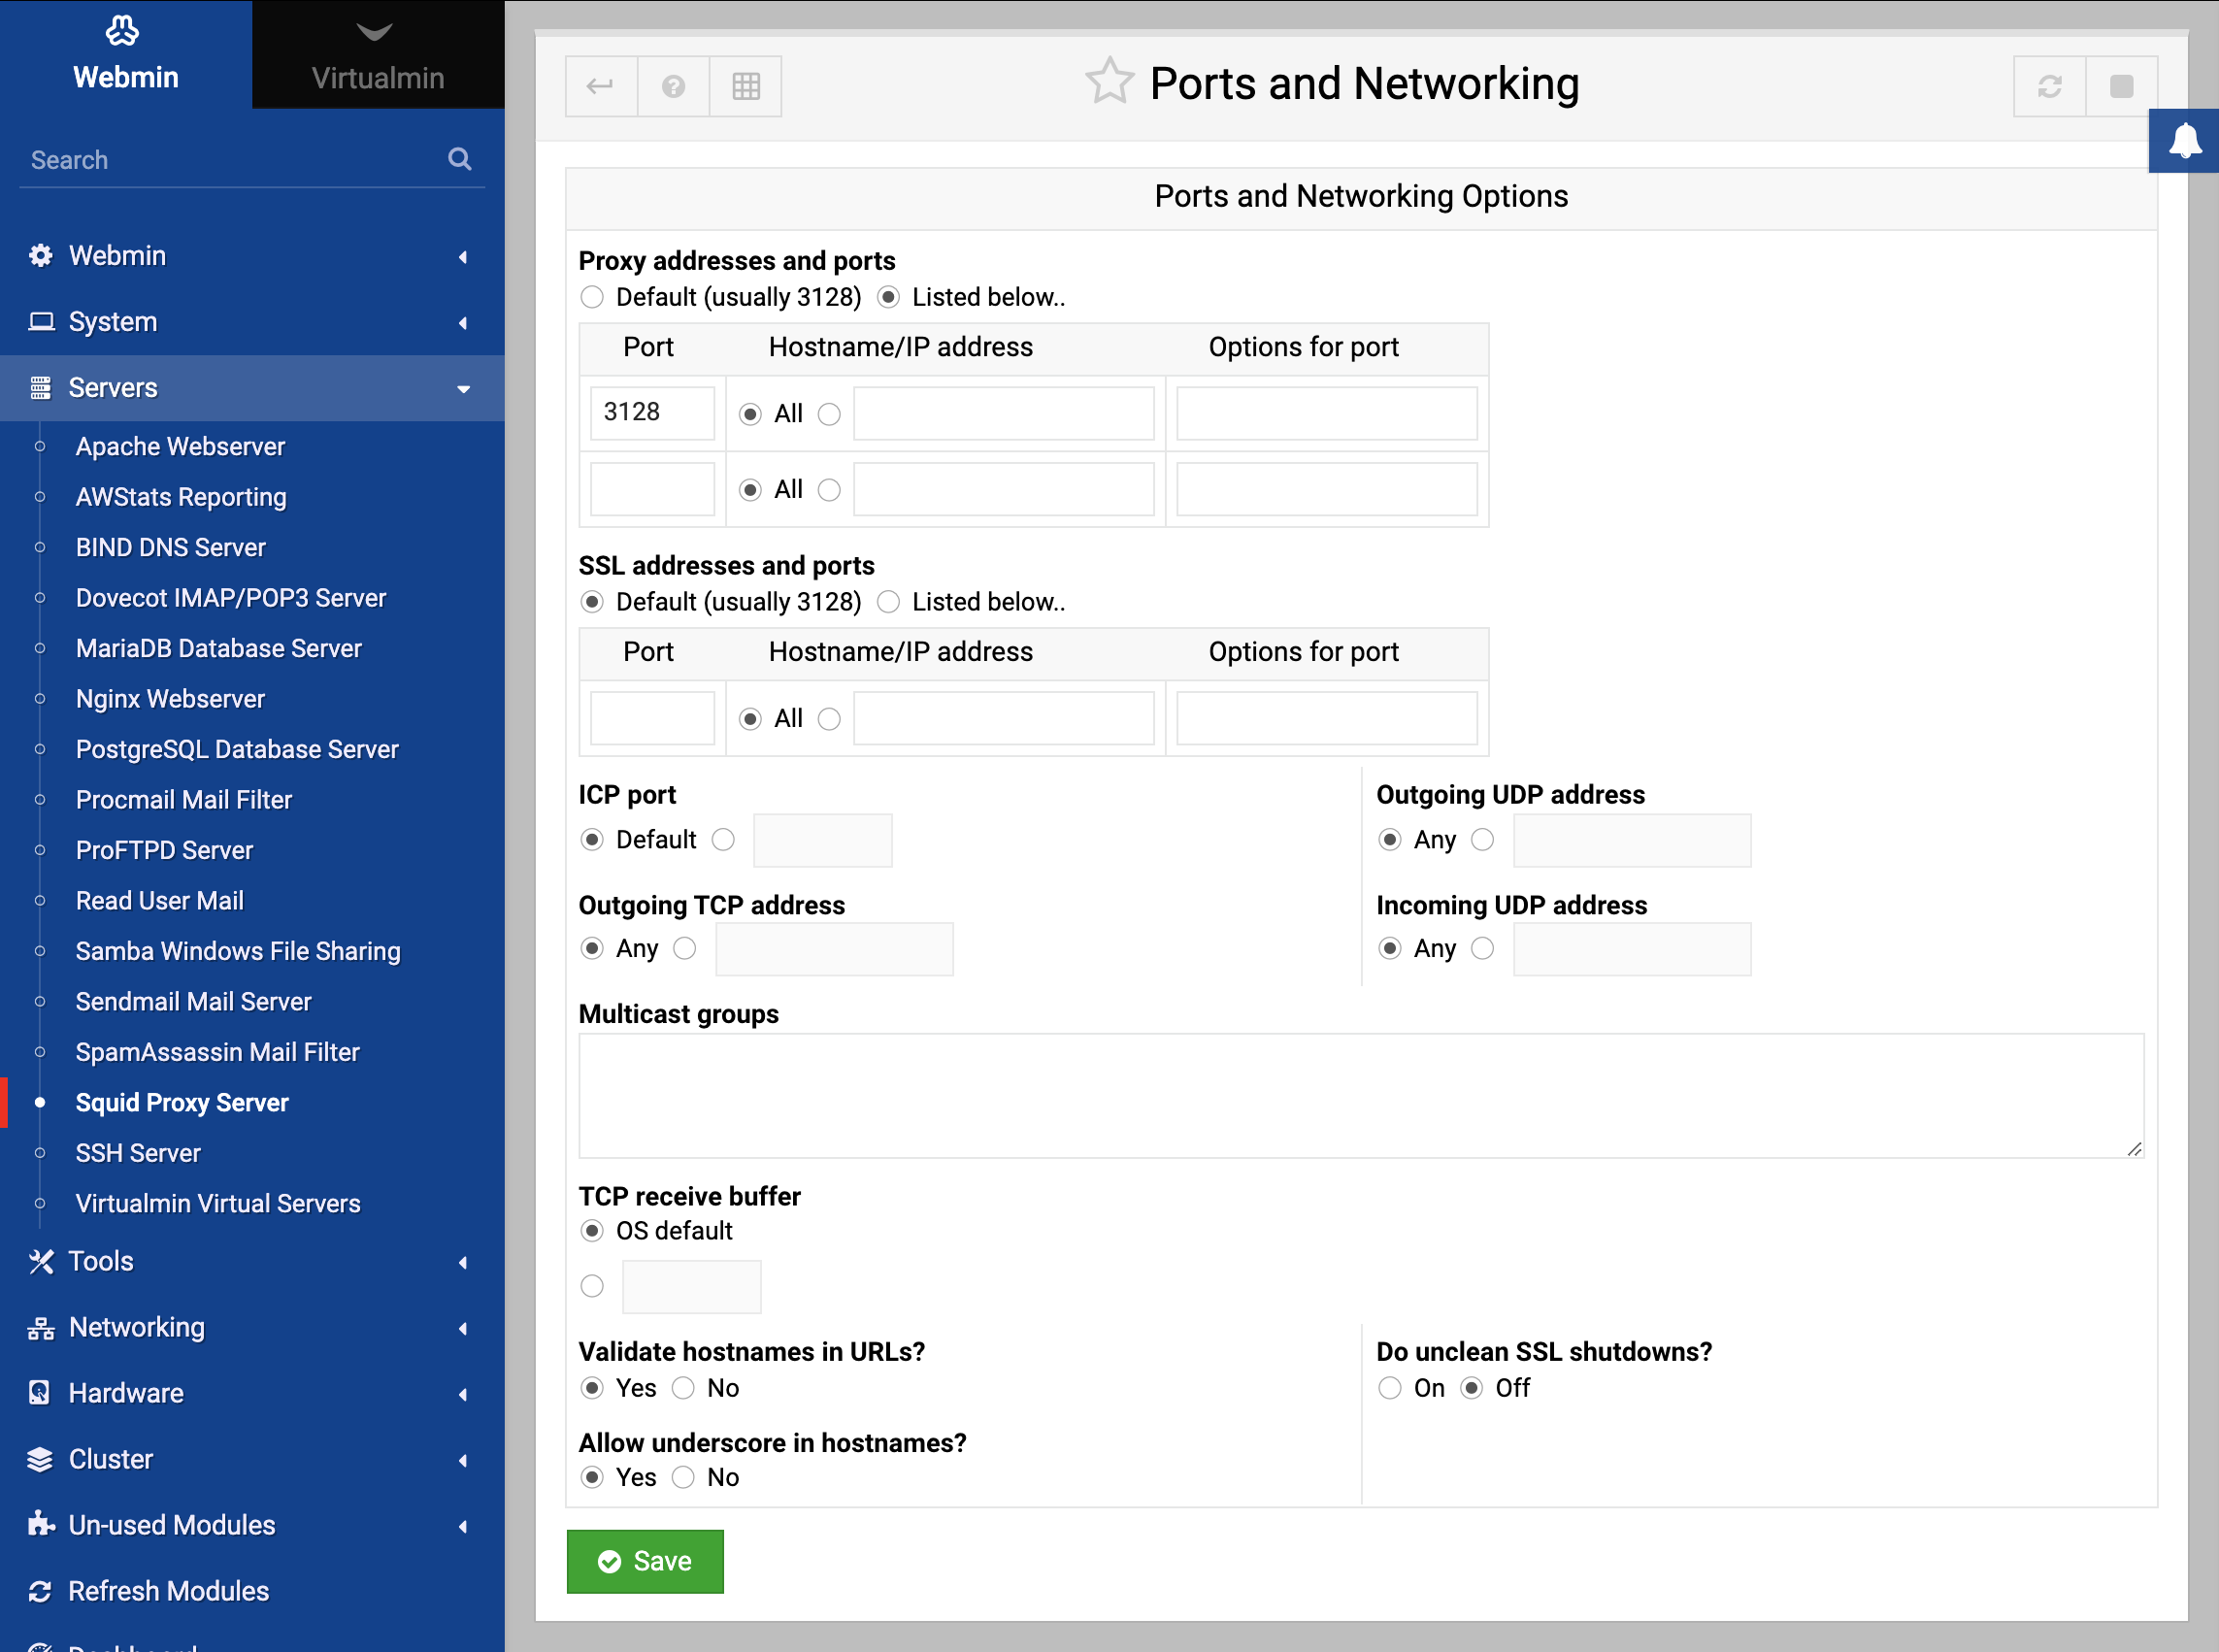 Webmin
Virtualmin
Search
Webmin
System
Servers
Apache Webserver
AWStats Reporting
BIND DNS Server
Dovecot IMAP/POP3 Server
MariaDB Database Server
Nginx Webserver
PostgreSQL Database Server
Procmail Mail Filter
ProFTPD Server
Read User Mail
Samba Windows File Sharing
Sendmail Mail Server
SpamAssassin Mail Filter
Squid Proxy Server
SSH Server
Virtualmin Virtual Servers
Tools
Networking
Hardware
Cluster
Un-used Modules
Refresh Modules
Ports and Networking
Ports and Networking Options
Proxy addresses and ports
Default (usually 3128) Listed below..
Port Hostname/IP address Options for port
3128 All
All
SSL addresses and ports
Default (usually 3128) Listed below..
Port Hostname/IP address Options for port
All
ICP port
Default
Outgoing UDP address
Any
Outgoing TCP address
Any
Incoming UDP address
Any
Multicast groups
TCP receive buffer
OS default
Validate hostnames in URLs?
Yes No
Do unclean SSL shutdowns?
On Off
Allow underscore in hostnames?
Yes No
Save